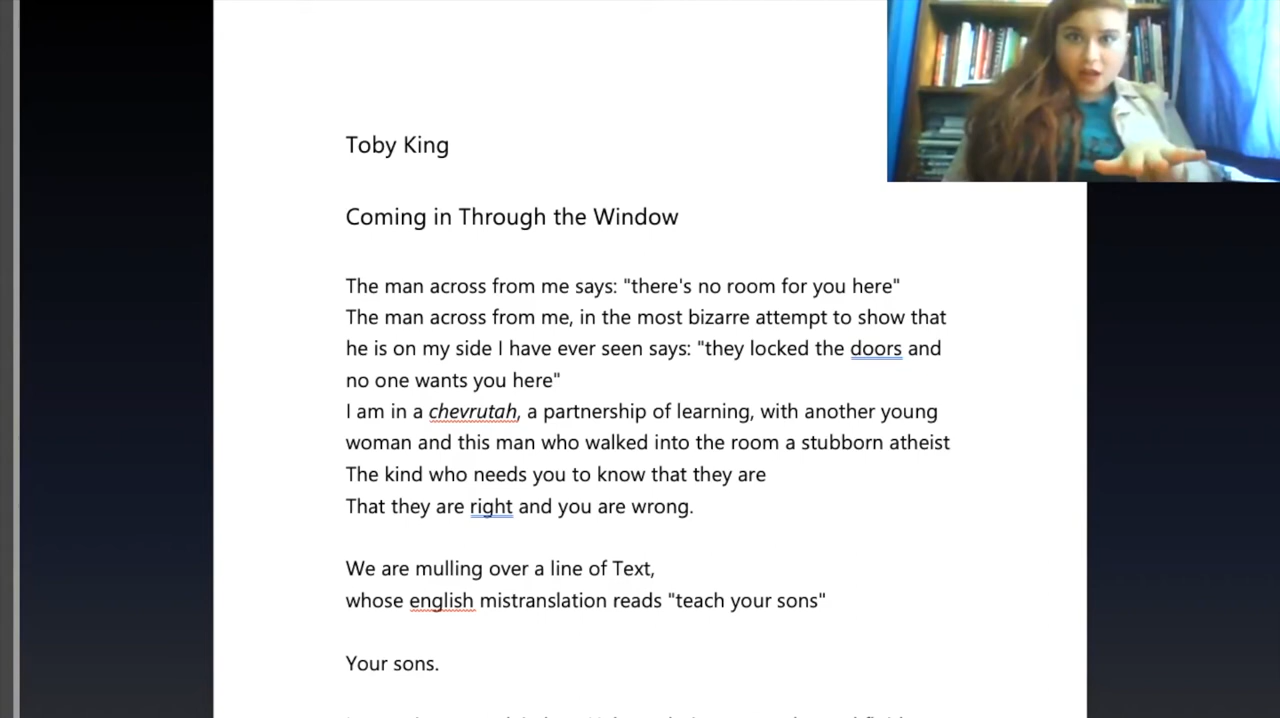 Toby King
Coming in Through the Window
The man across from me says: "there's no room for you here"
The man across from me, in the most bizarre attempt to show that
he is on my side I have ever seen says: "they locked the doors and
no one wants you here"
I am in a chevrutah, a partnership of learning, with another young
woman and this man who walked into the room a stubborn atheist
The kind who needs you to know that they are
That they are right and you are wrong.
We are mulling over a line of Text,
whose english mistranslation reads "teach your sons"
Your sons.